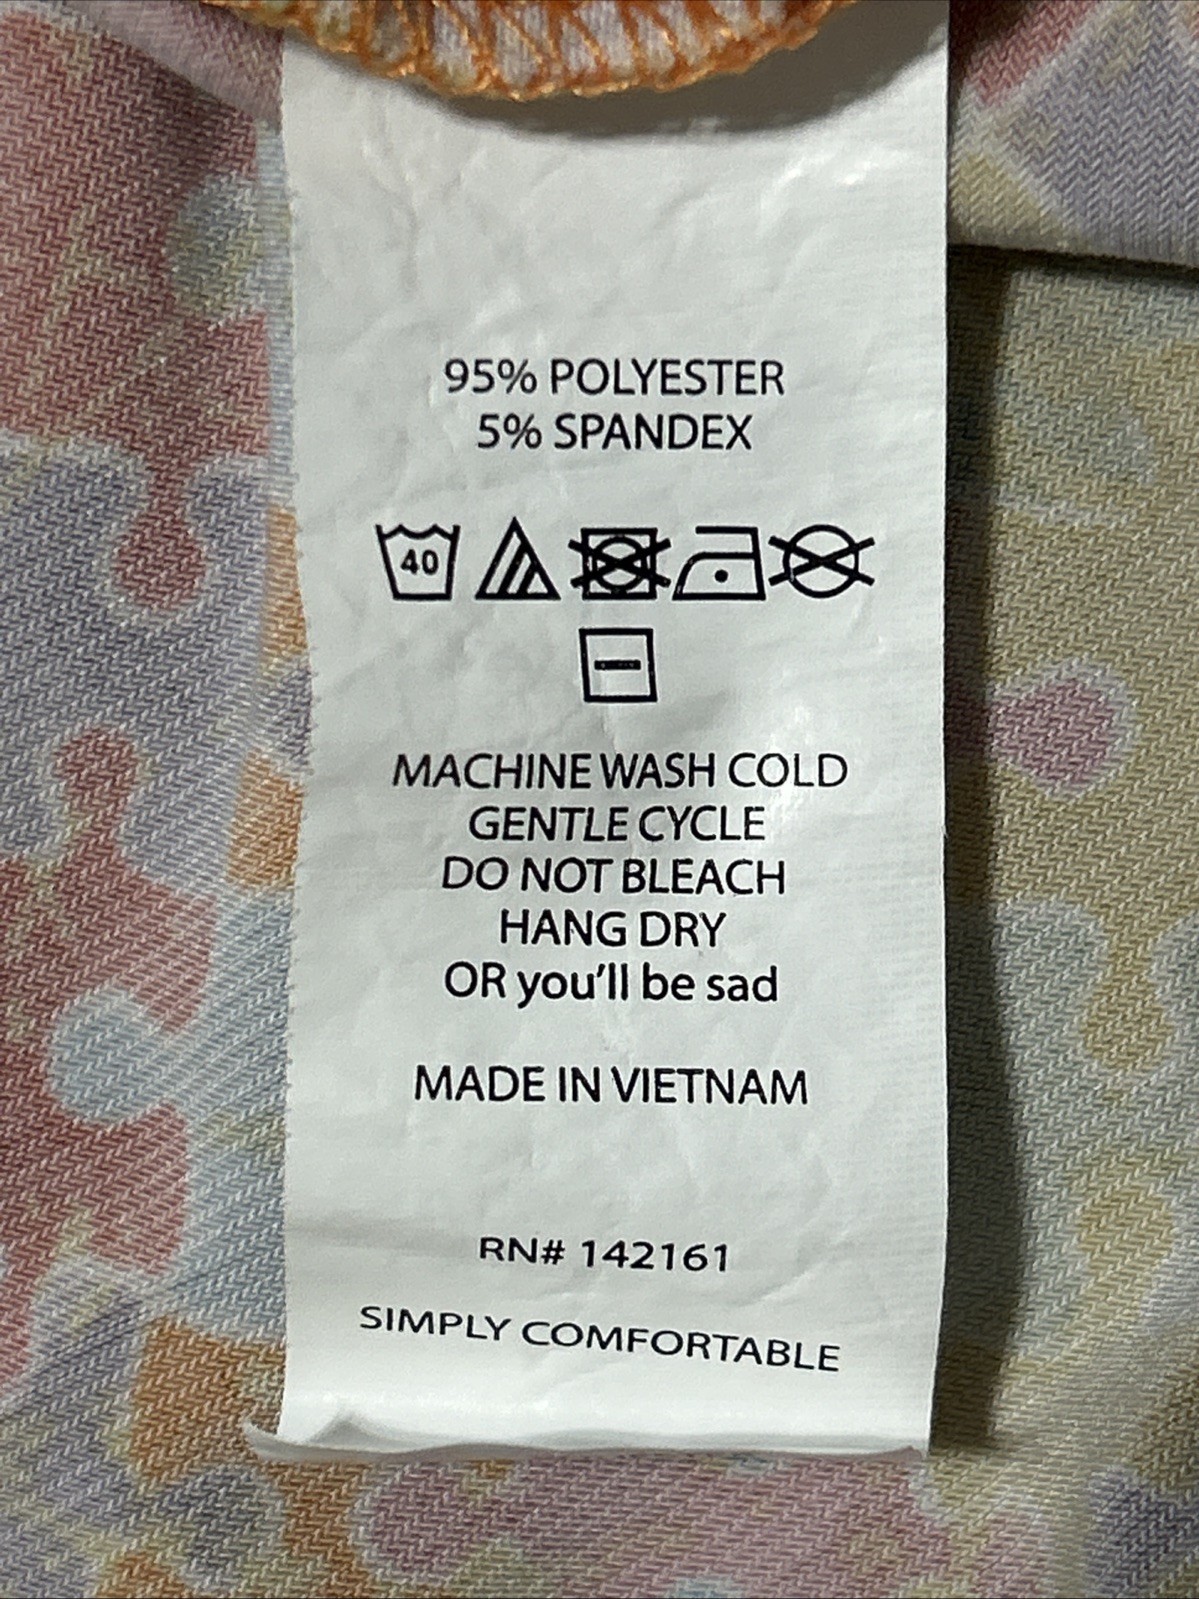 95% POLYESTER
5% SPANDEX
40
MACHINE WASH COLD
GENTLE CYCLE
DO NOT BLEACH
HANG DRY
OR you'll be sad
MADE IN VIETNAM
RN# 142161
SIMPLY COMFORTABLE